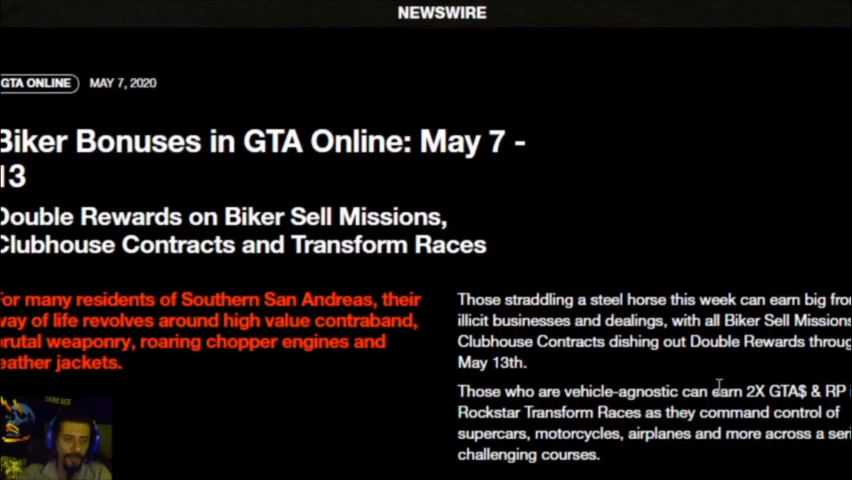 NEWSWIRE
GTA ONLINE MAY 7, 2020
Biker Bonuses in GTA Online: May 7 -
13
Double Rewards on Biker Sell Missions,
Clubhouse Contracts and Transform Races
For many residents of Southern San Andreas, their
way of life revolves around high value contraband,
brutal weaponry, roaring chopper engines and
leather jackets.
Those straddling a steel horse this week can earn big from
illicit businesses and dealings, with all Biker Sell Missions
Clubhouse Contracts dishing out Double Rewards throug
May 13th.
Those who are vehicle-agnostic can earn 2X GTA$ & RP i
Rockstar Transform Races as they command control of
supercars, motorcycles, airplanes and more across a seri
challenging courses.
DARK SIDE